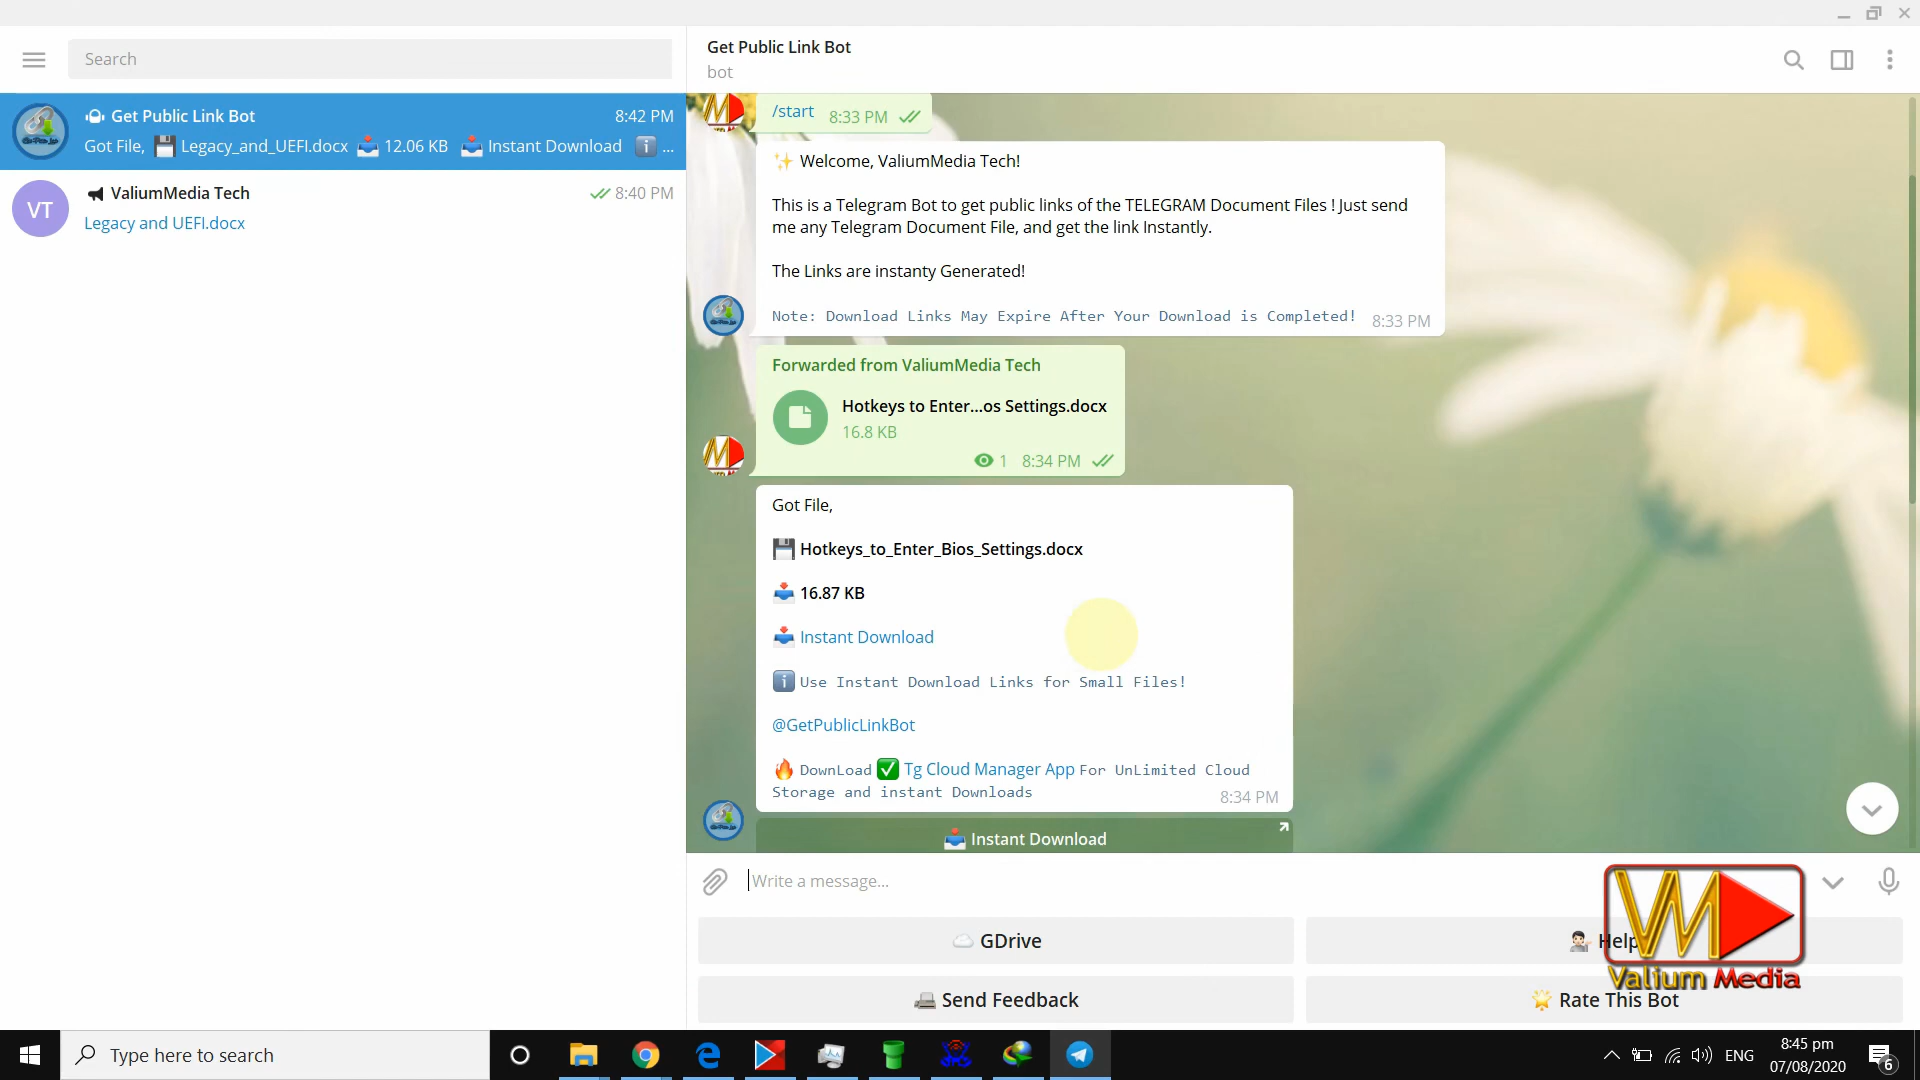 Search
Get Public Link Bot
bot
Get Public Link Bot 8:42 PM
Got File, Legacy_and_UEFI.docx 12.06 KB Instant Download ...
VT
ValiumMedia Tech 8:40 PM
Legacy and UEFI.docx
/start 8:33 PM
Welcome, ValiumMedia Tech!
This is a Telegram Bot to get public links of the TELEGRAM Document Files ! Just send
me any Telegram Document File, and get the link Instantly.
The Links are instanty Generated!
Note: Download Links May Expire After Your Download is Completed! 8:33 PM
Forwarded from ValiumMedia Tech
Hotkeys to Enter...os Settings.docx
16.8 KB
1 8:34 PM
Got File,
Hotkeys_to_Enter_Bios_Settings.docx
16.87 KB
Instant Download
Use Instant Download Links for Small Files!
@GetPublicLinkBot
DownLoad Tg Cloud Manager App For UnLimited Cloud
Storage and instant Downloads 8:34 PM
Instant Download
Write a message...
GDrive
Help
Send Feedback
Rate This Bot
VM
Valium Media
Type here to search
ENG
8:45 pm
07/08/2020
6